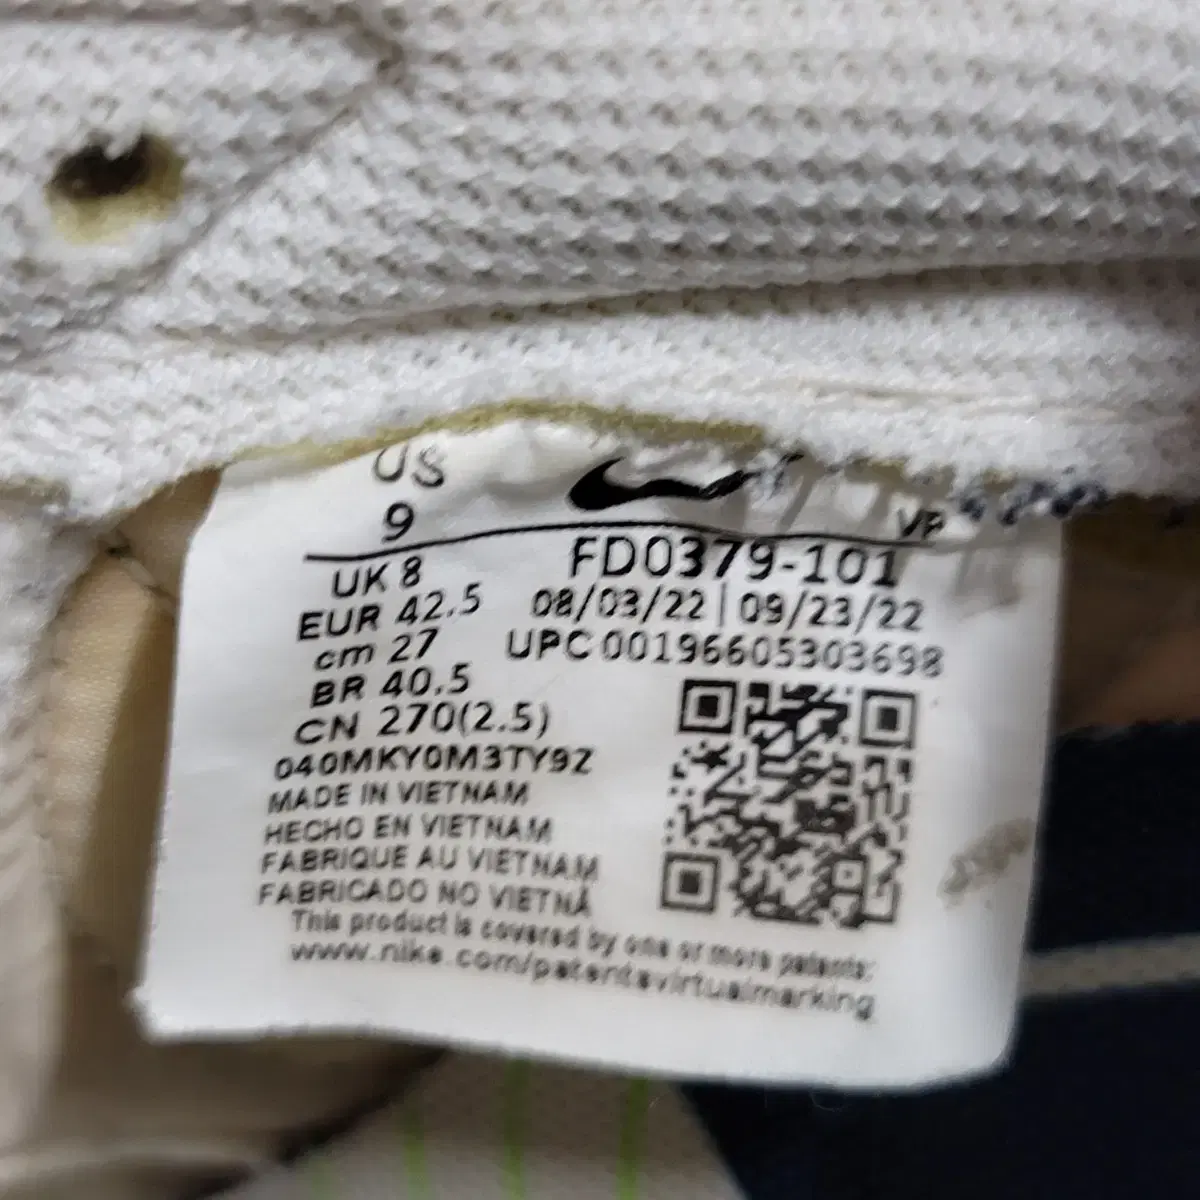 US
9
VP
UK 8
FD0379-101
EUR 42.5
08/03/22 | 09/23/22
cm 27
UPC 00196605303698
BR 40.5
CN 270(2.5)
040MKY0M3TY9Z
MADE IN VIETNAM
HECHO EN VIETNAM
FABRIQUE AU VIETNAM
FABRICADO NO VIETNÃ
This product is covered by one or more patents:
www.nike.com/patentsvirtualmarking